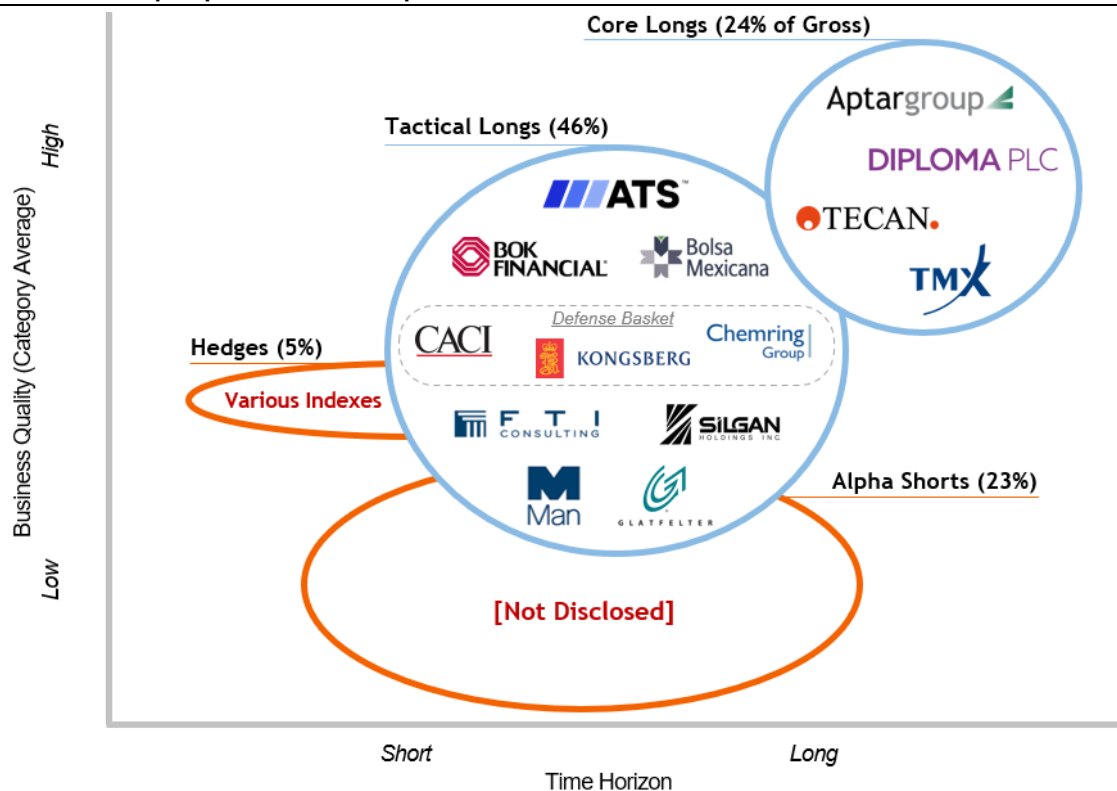 Core Longs (24% of Gross)
Aptargroup
DIPLOMA PLC
TECAN.
TMX
Tactical Longs (46%)
ATS™
BOK
FINANCIAL®
Bolsa
Mexicana
Defense Basket
CACI
KONGSBERG
Chemring
Group
Hedges (5%)
Various Indexes
F T I
CONSULTING
SiLGAN
HOLDINGS INC
M
Man
GLATFELTER
Alpha Shorts (23%)
[Not Disclosed]
High
Business Quality (Category Average)
Low
Short
Long
Time Horizon